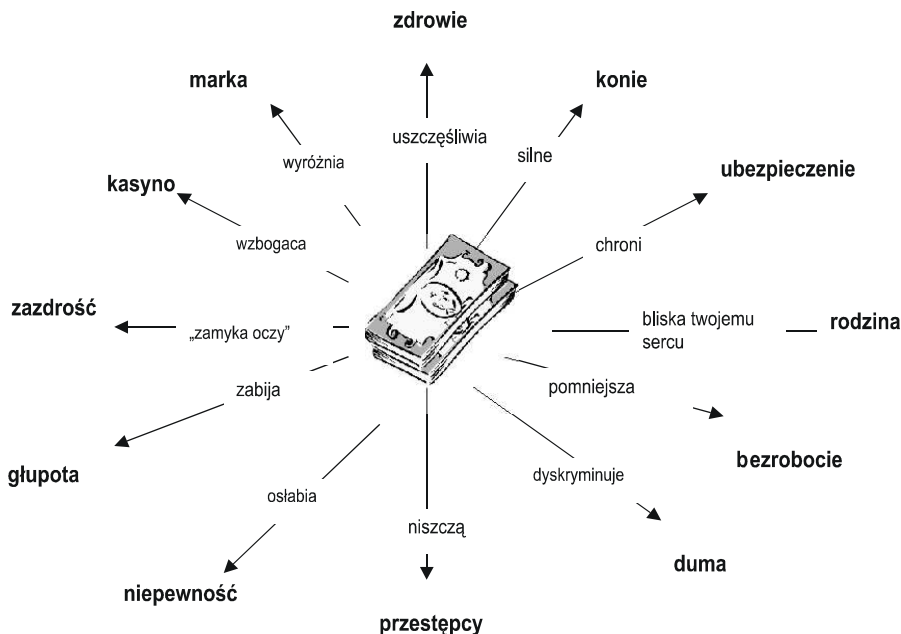 zdrowie
marka
konie
uszczęśliwia
wyróżnia
silne
kasyno
ubezpieczenie
wzbogaca
chroni
zazdrość
„zamyka oczy”
bliska twojemu
sercu
rodzina
zabija
pomniejsza
głupota
bezrobocie
dyskryminuje
osłabia
niszczą
duma
niepewność
przestępcy